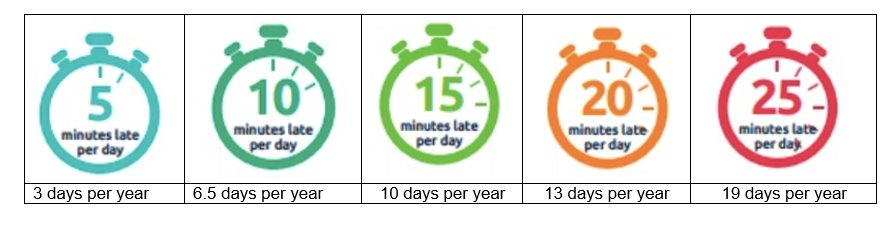 5
minutes late
per day
10
minutes late
per day
15
minutes late
per day
20
minutes late
per day
25
minutes late
per day
3 days per year
6.5 days per year
10 days per year
13 days per year
19 days per year